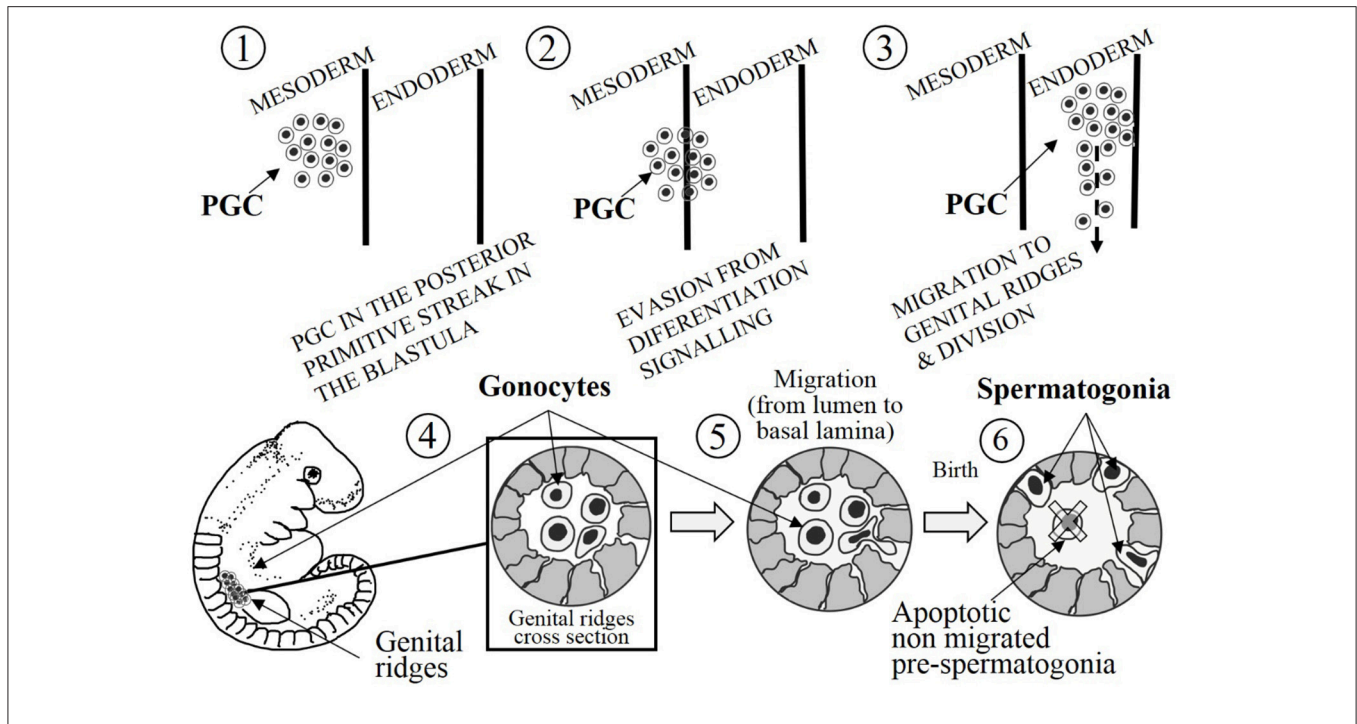 1
MESODERM
ENDODERM
PGC
PGC IN THE POSTERIOR
PRIMITIVE STREAK IN
THE BLASTULA
2
MESODERM
ENDODERM
PGC
EVASION FROM
DIFERENTIATION
SIGNALLING
3
MESODERM
ENDODERM
PGC
MIGRATION TO
GENITAL RIDGES
& DIVISION
4
Gonocytes
Genital
ridges
Genital ridges
cross section
5
Migration
(from lumen to
basal lamina)
Birth
6
Spermatogonia
Apoptotic
non migrated
pre-spermatogonia